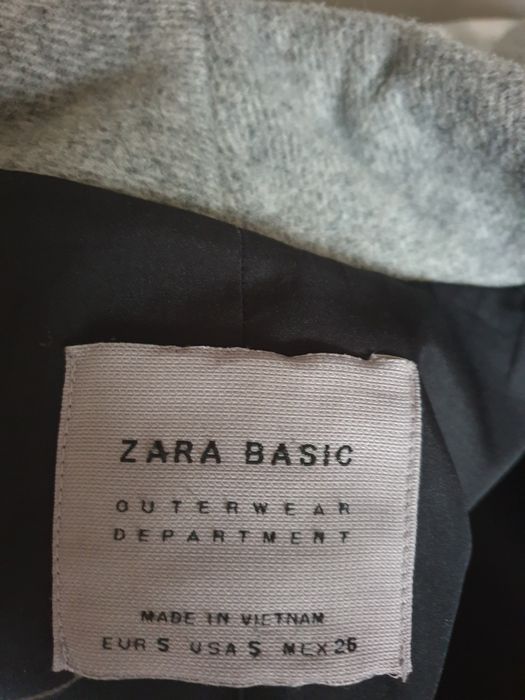 ZARA BASIC
OUTERWEAR
DEPARTMENT
MADE IN VIETNAM
EUR S USA S MEX 26